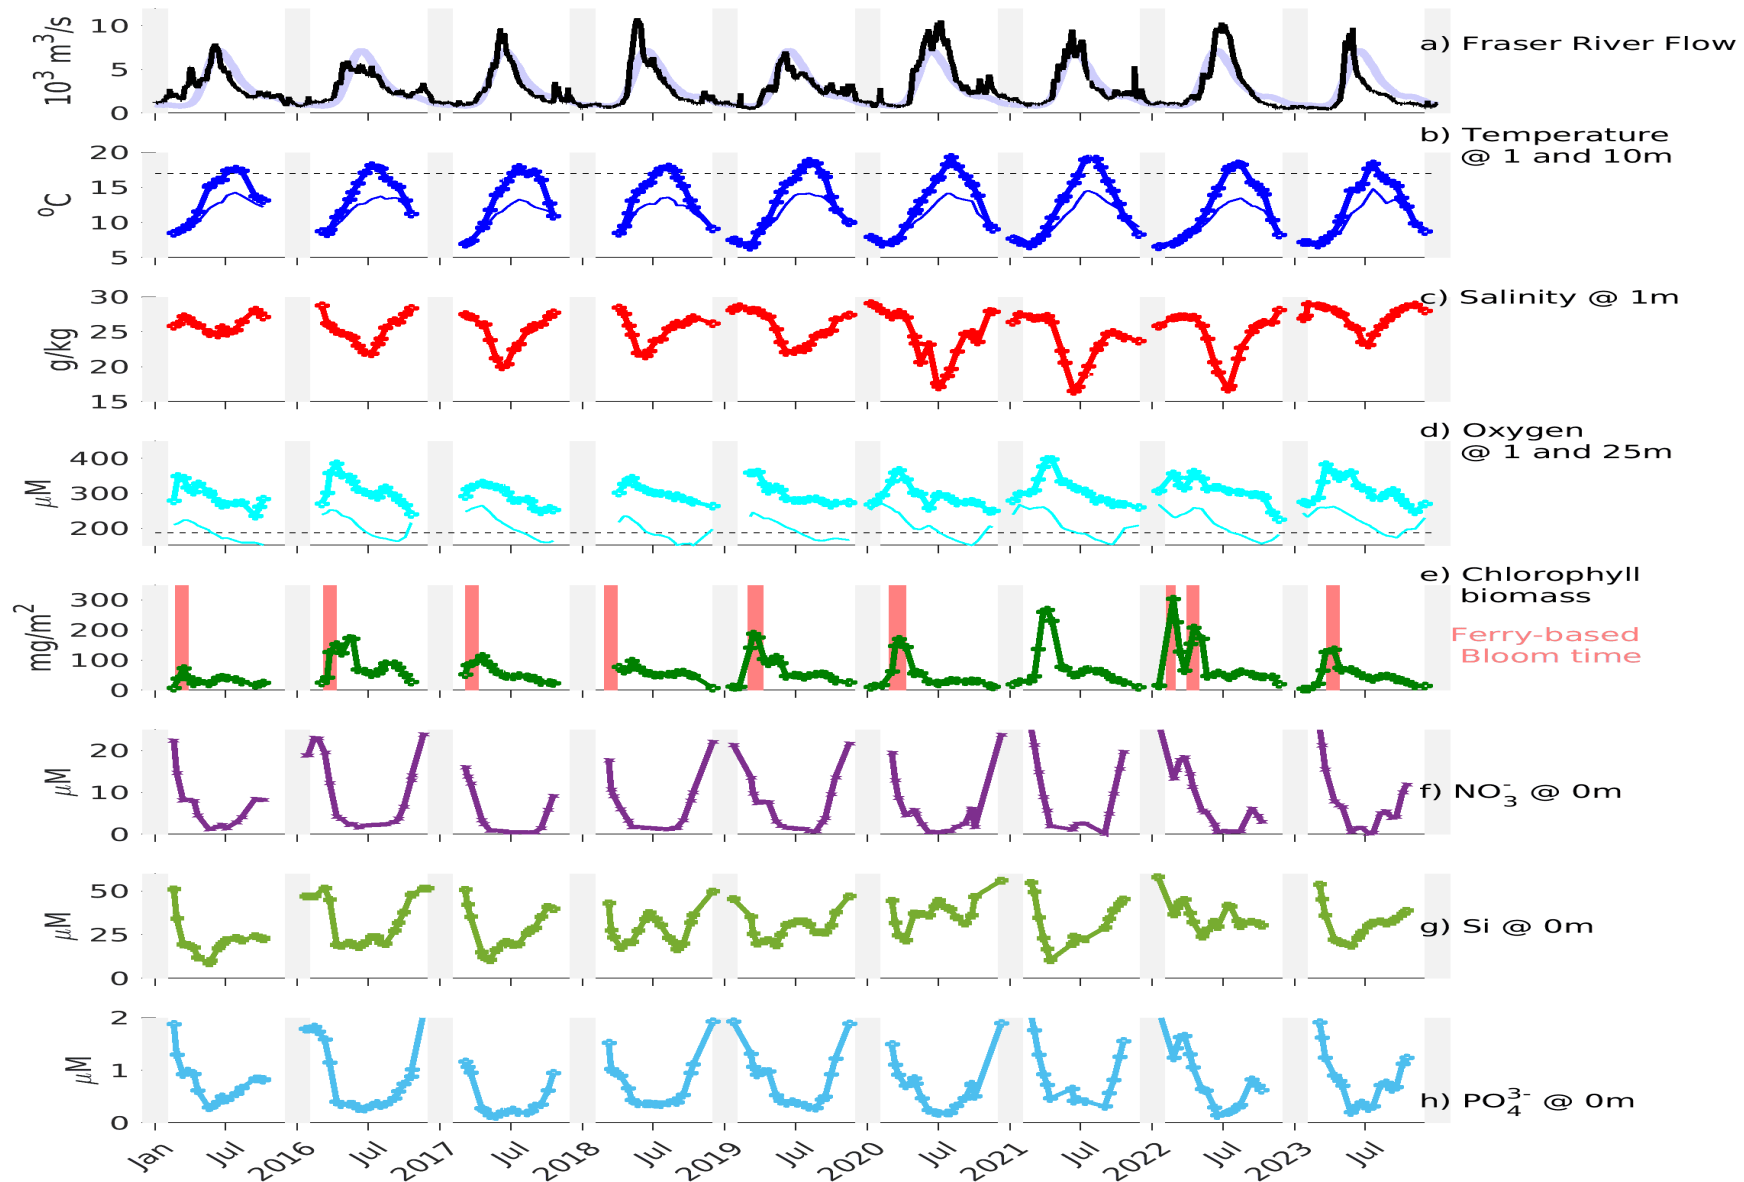 10
5
0
10³ m³/s
a) Fraser River Flow
20
15
10
5
ºC
b) Temperature
@ 1 and 10m
30
25
20
15
g/kg
c) Salinity @ 1m
400
300
200
μM
d) Oxygen
@ 1 and 25m
300
200
100
0
mg/m²
e) Chlorophyll
biomass
Ferry-based
Bloom time
20
10
0
μM
f) NO₃⁻ @ 0m
50
25
0
μM
g) Si @ 0m
2
1
0
μM
h) PO₄³⁻ @ 0m
Jan Jul 2016 Jul 2017 Jul 2018 Jul 2019 Jul 2020 Jul 2021 Jul 2022 Jul 2023 Jul